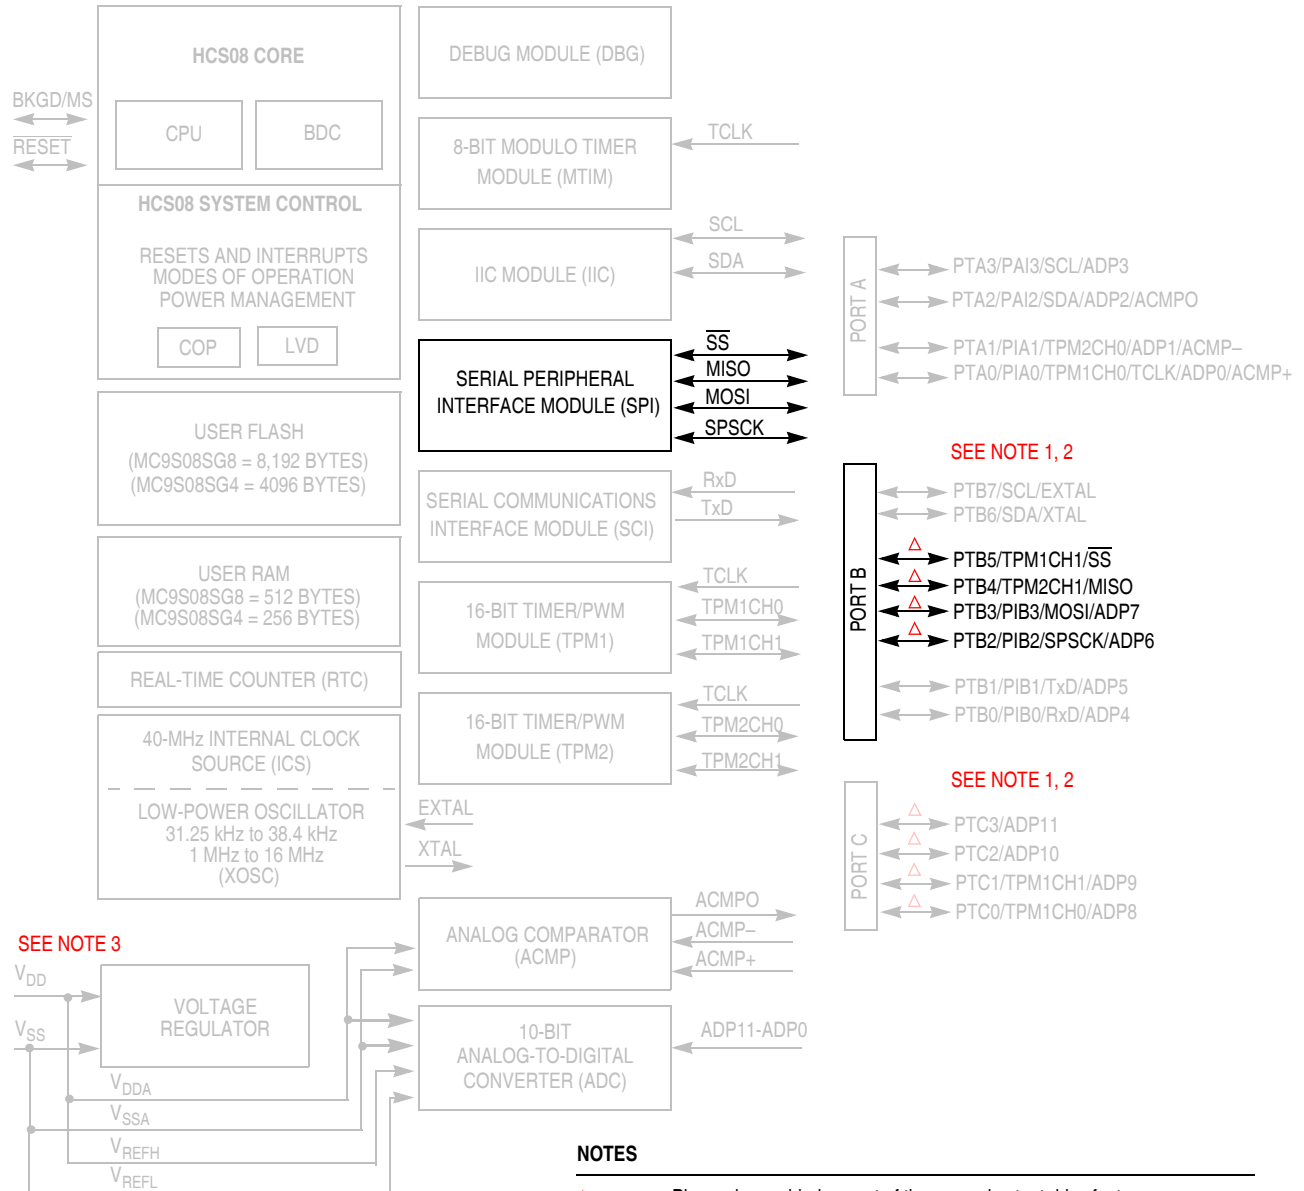 HCS08 CORE
CPU
BDC
BKGD/MS
RESET
HCS08 SYSTEM CONTROL
RESETS AND INTERRUPTS
MODES OF OPERATION
POWER MANAGEMENT
COP
LVD
USER FLASH
(MC9S08SG8 = 8,192 BYTES)
(MC9S08SG4 = 4096 BYTES)
USER RAM
(MC9S08SG8 = 512 BYTES)
(MC9S08SG4 = 256 BYTES)
REAL-TIME COUNTER (RTC)
40-MHz INTERNAL CLOCK
SOURCE (ICS)
LOW-POWER OSCILLATOR
31.25 kHz to 38.4 kHz
1 MHz to 16 MHz
(XOSC)
EXTAL
XTAL
SEE NOTE 3
VDD
VSS
VOLTAGE
REGULATOR
VDDA
VSSA
VREFH
VREFL
DEBUG MODULE (DBG)
8-BIT MODULO TIMER
MODULE (MTIM)
TCLK
IIC MODULE (IIC)
SCL
SDA
SERIAL PERIPHERAL
INTERFACE MODULE (SPI)
SS
MISO
MOSI
SPSCK
SERIAL COMMUNICATIONS
INTERFACE MODULE (SCI)
RxD
TxD
16-BIT TIMER/PWM
MODULE (TPM1)
TCLK
TPM1CH0
TPM1CH1
16-BIT TIMER/PWM
MODULE (TPM2)
TCLK
TPM2CH0
TPM2CH1
ANALOG COMPARATOR
(ACMP)
ACMPO
ACMP–
ACMP+
10-BIT
ANALOG-TO-DIGITAL
CONVERTER (ADC)
ADP11-ADP0
PORT A
PTA3/PAI3/SCL/ADP3
PTA2/PAI2/SDA/ADP2/ACMPO
PTA1/PIA1/TPM2CH0/ADP1/ACMP–
PTA0/PIA0/TPM1CH0/TCLK/ADP0/ACMP+
SEE NOTE 1, 2
PORT B
PTB7/SCL/EXTAL
PTB6/SDA/XTAL
PTB5/TPM1CH1/SS
PTB4/TPM2CH1/MISO
PTB3/PIB3/MOSI/ADP7
PTB2/PIB2/SPSCK/ADP6
PTB1/PIB1/TxD/ADP5
PTB0/PIB0/RxD/ADP4
SEE NOTE 1, 2
PORT C
PTC3/ADP11
PTC2/ADP10
PTC1/TPM1CH1/ADP9
PTC0/TPM1CH0/ADP8
NOTES